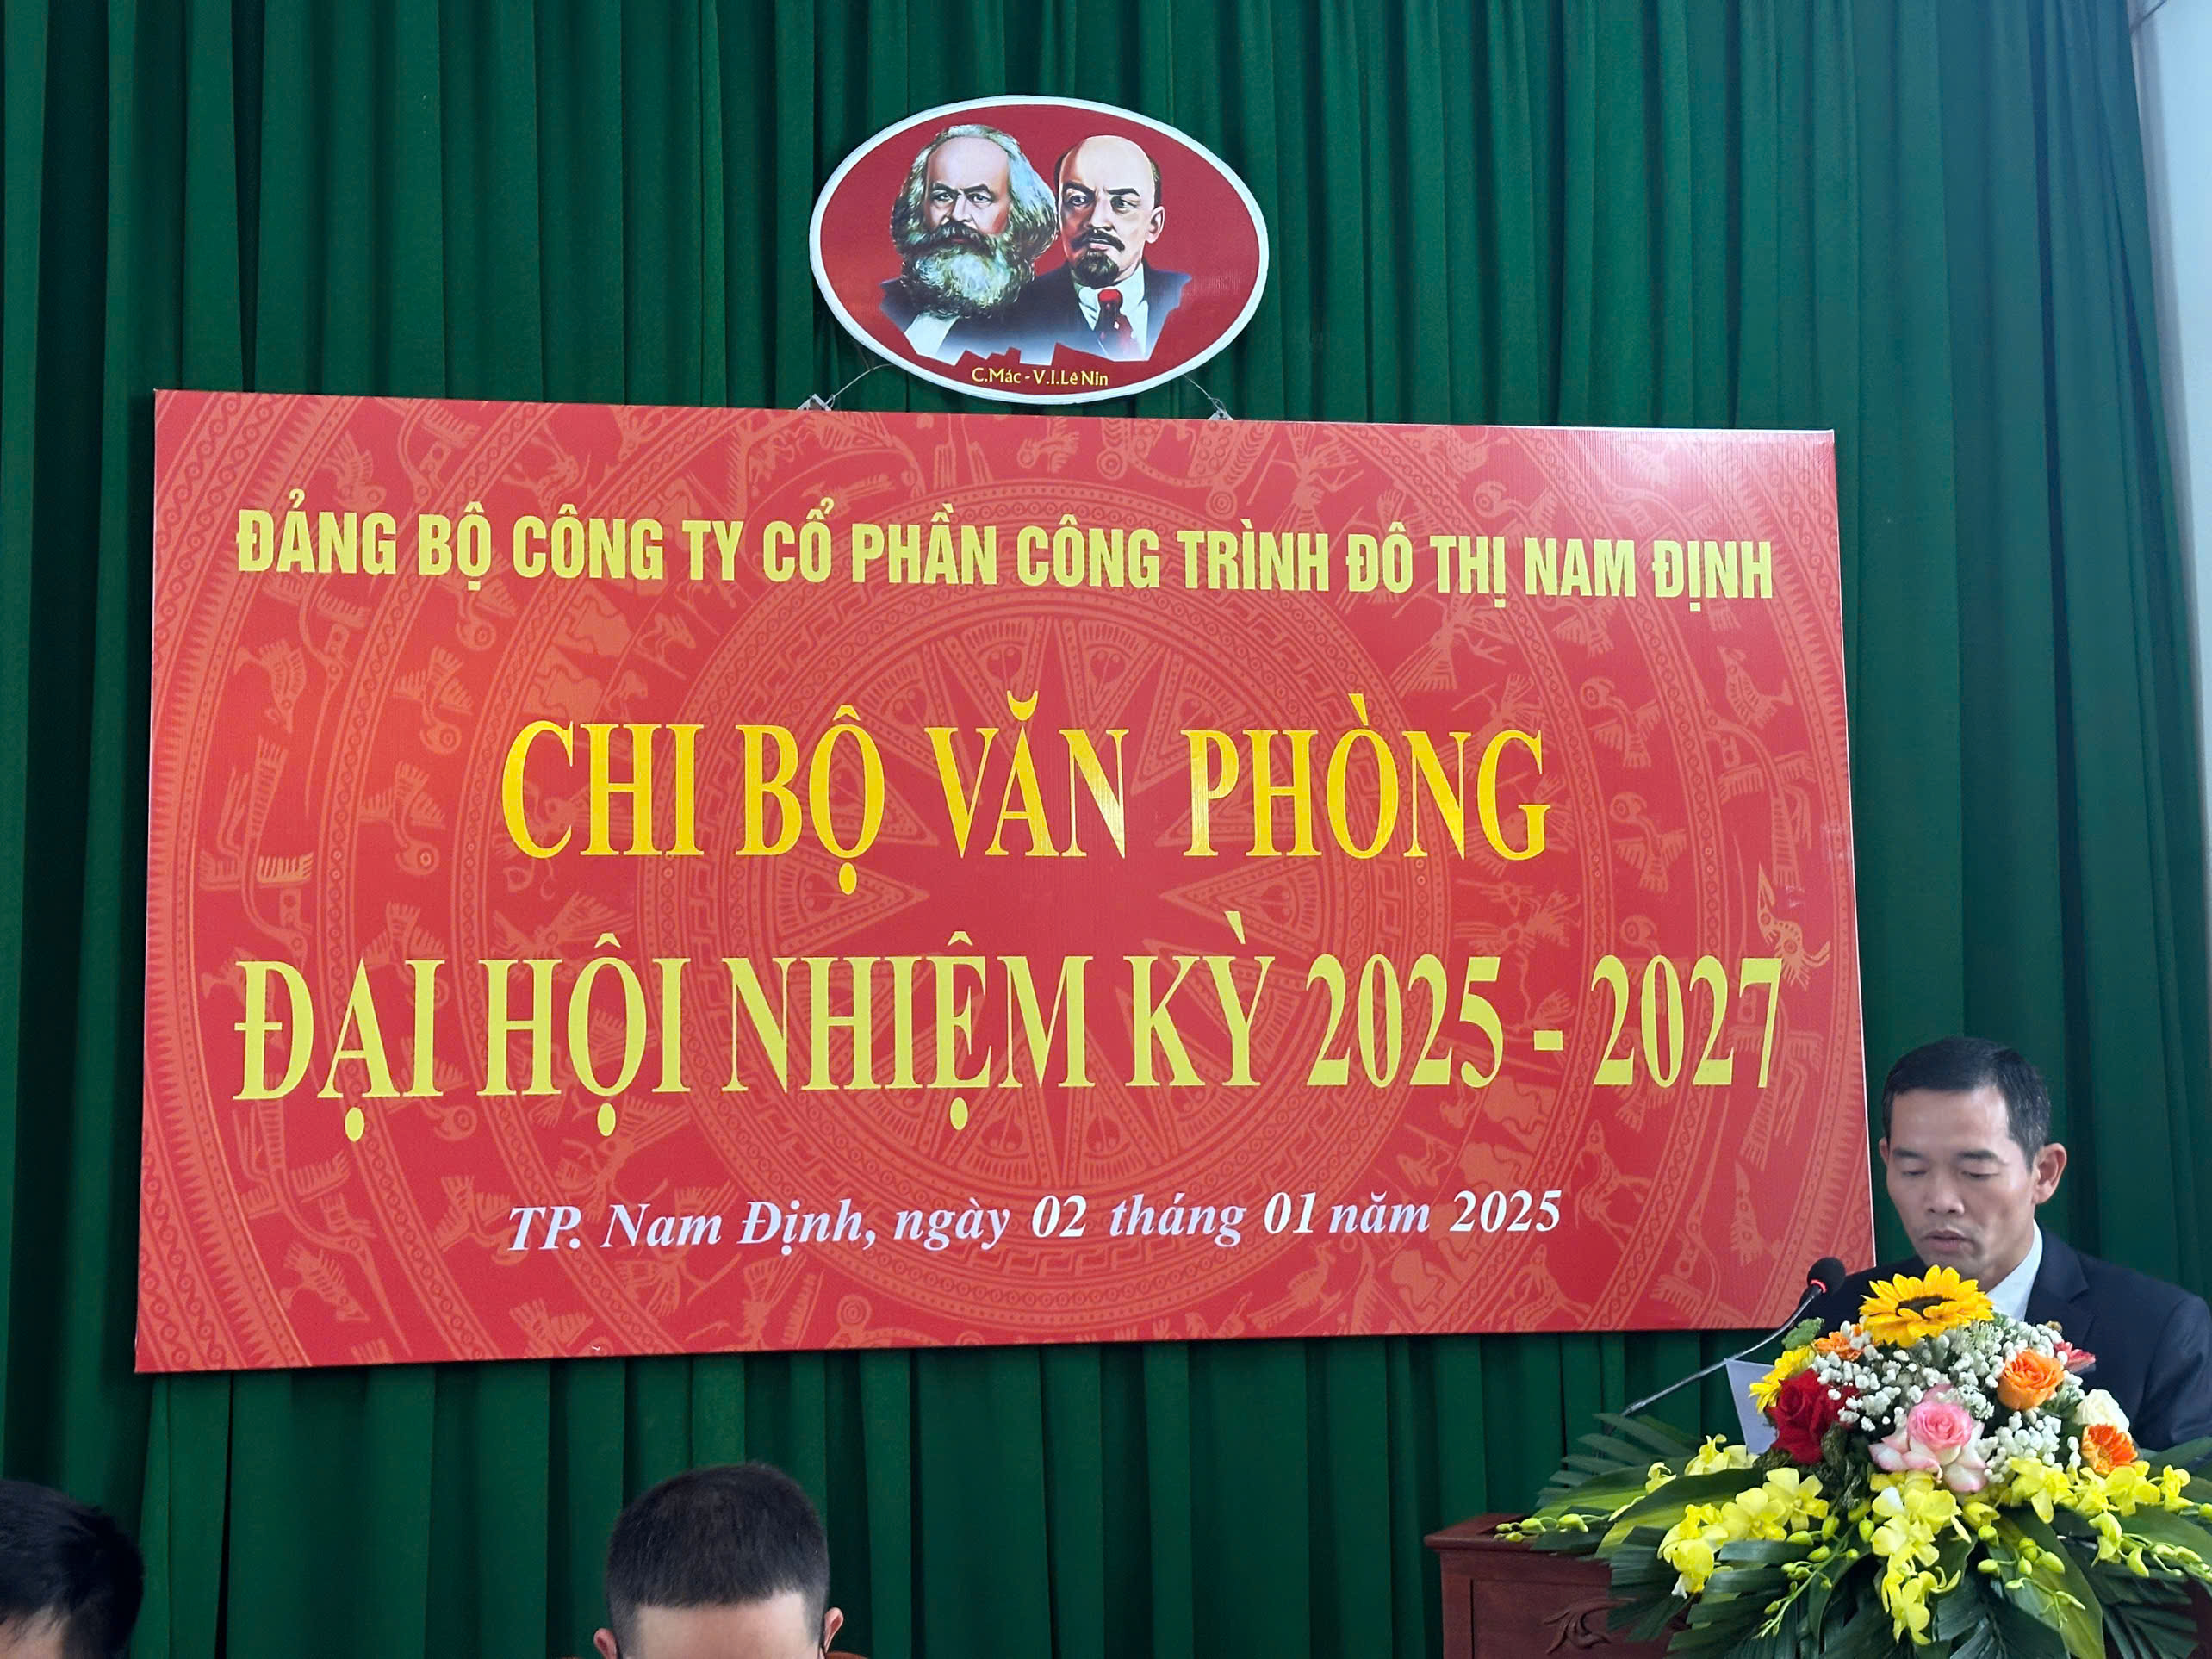 C.Mác - V.I.Lê Nin
ĐẢNG BỘ CÔNG TY CỔ PHẦN CÔNG TRÌNH ĐÔ THỊ NAM ĐỊNH
CHI BỘ VĂN PHÒNG
ĐẠI HỘI NHIỆM KỲ 2025 - 2027
TP. Nam Định, ngày 02 tháng 01 năm 2025